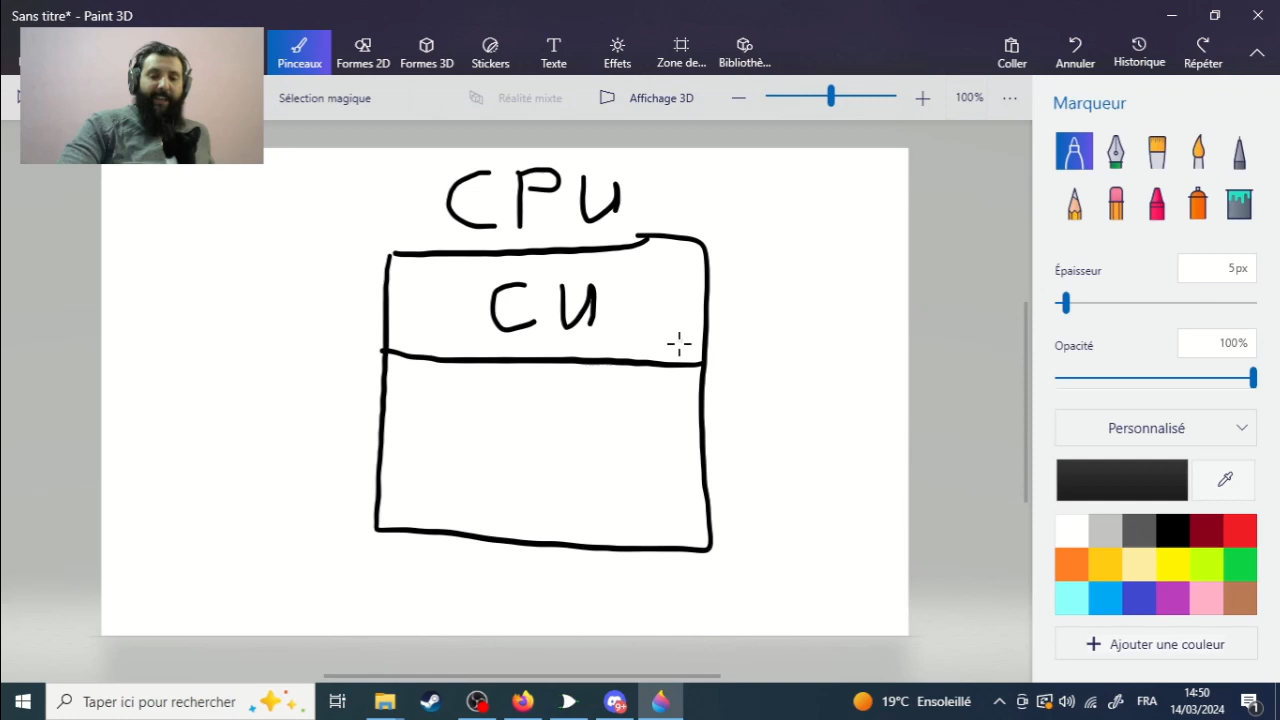 Sans titre* - Paint 3D
Pinceaux
Formes 2D
Formes 3D
Stickers
Texte
Effets
Zone de...
Bibliothè...
Coller
Annuler
Historique
Répéter
Sélection magique
Réalité mixte
Affichage 3D
100%
Marqueur
Épaisseur
5px
Opacité
100%
Personnalisé
Ajouter une couleur
CPU
CU
Taper ici pour rechercher
9+
19°C Ensoleillé
FRA
14:50
14/03/2024
1